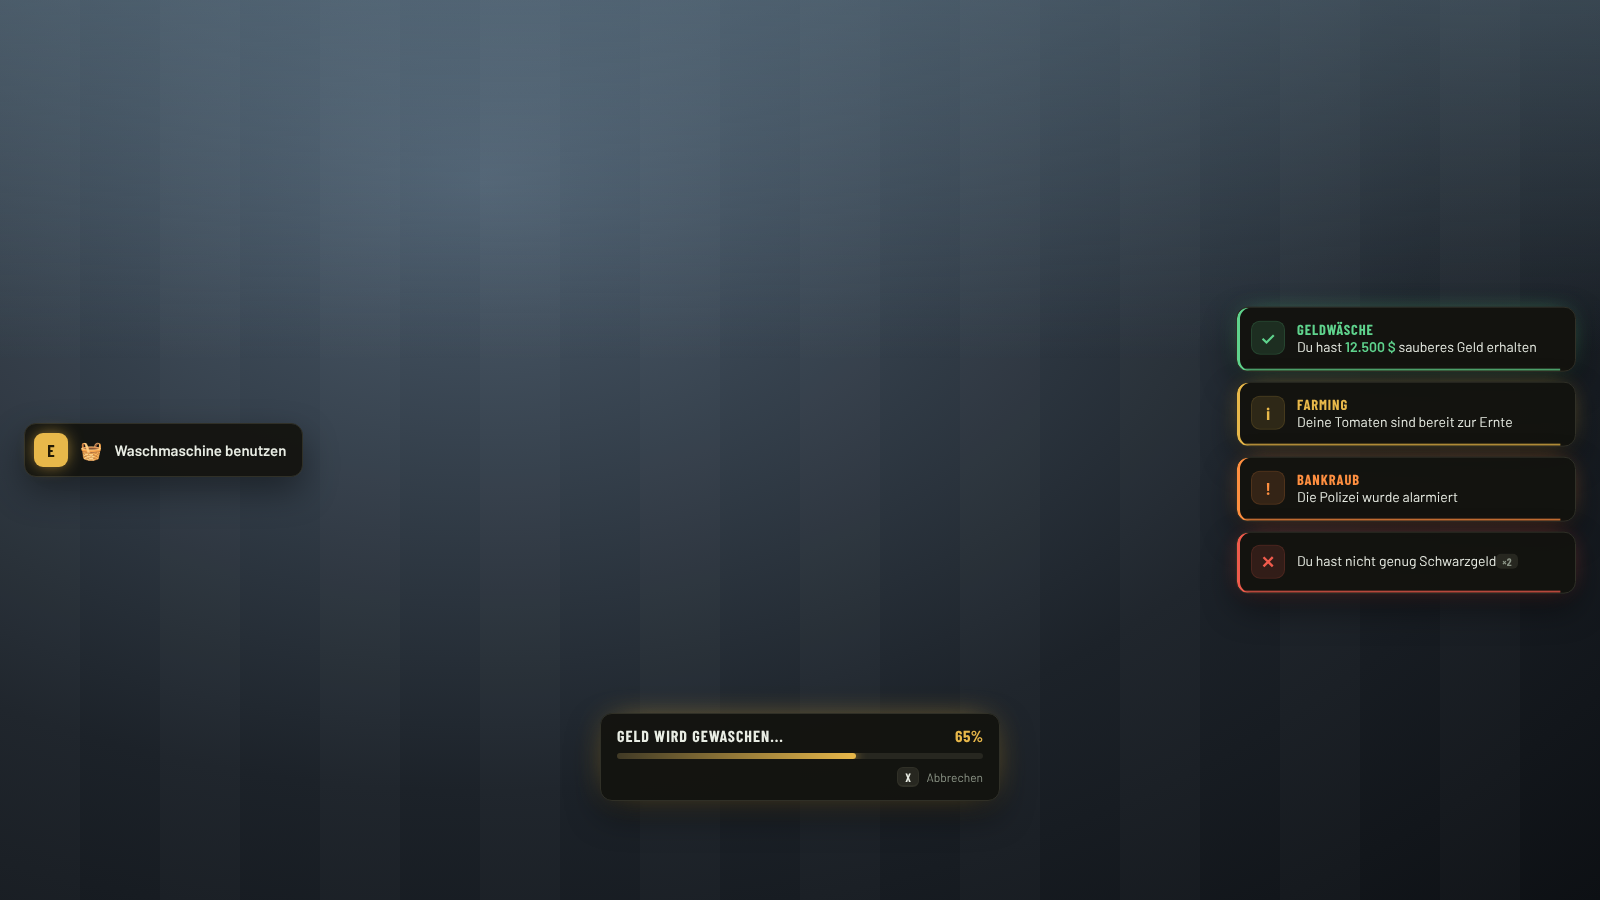 GELDWÄSCHE
Du hast 12.500 $ sauberes Geld erhalten
FARMING
i
Deine Tomaten sind bereit zur Ernte
E
Waschmaschine benutzen
BANKRAUB
!
Die Polizei wurde alarmiert
Du hast nicht genug Schwarzgeld ×2
GELD WIRD GEWASCHEN... 65%
X Abbrechen